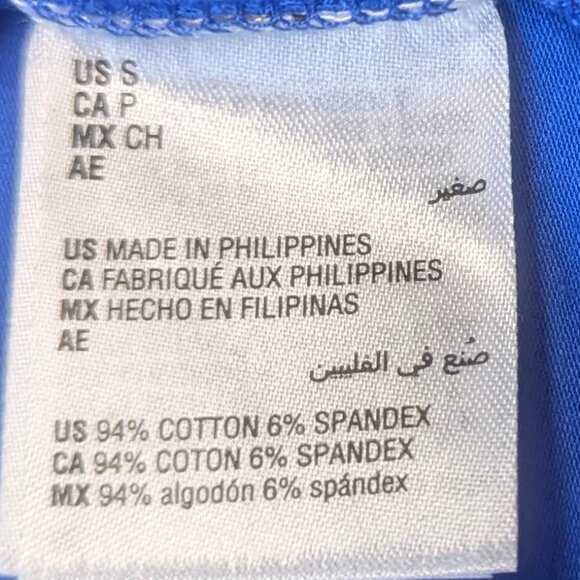 US S
CA P
MX CH
AE
صغير
US MADE IN PHILIPPINES
CA FABRIQUÉ AUX PHILIPPINES
MX HECHO EN FILIPINAS
AE
صُنع في الفلبين
US 94% COTTON 6% SPANDEX
CA 94% COTON 6% SPANDEX
MX 94% algodón 6% spándex